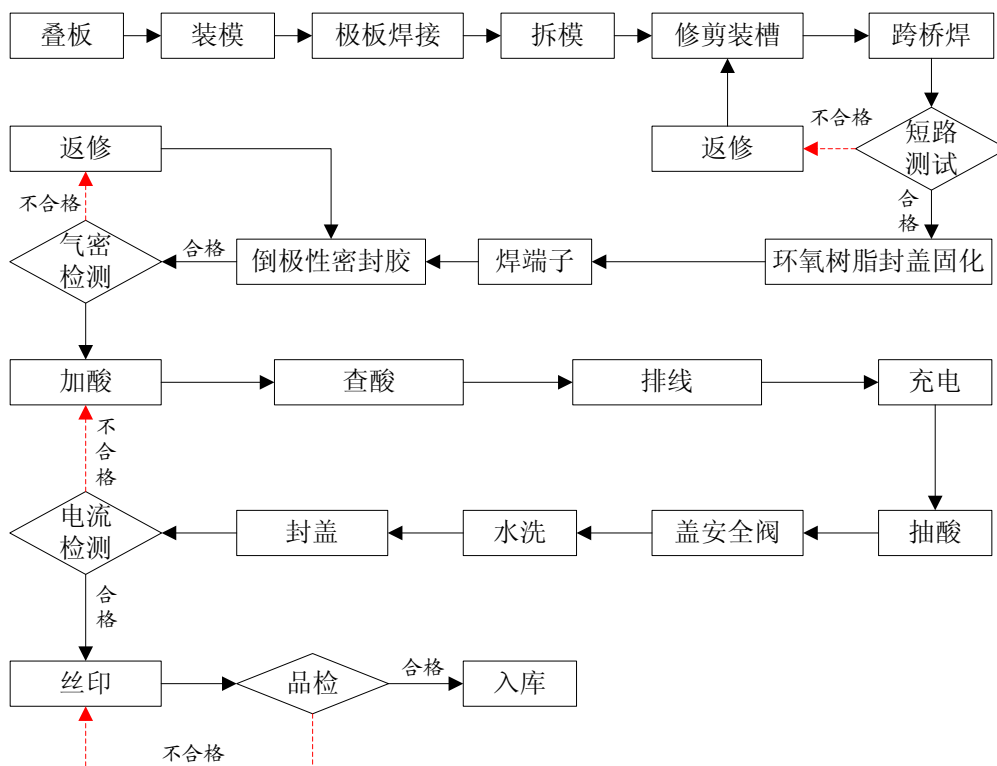 叠板
装模
极板焊接
拆模
修剪装槽
跨桥焊
返修
返修
不合格
短路
测试
不合格
合
格
气密
检测
合格
倒极性密封胶
焊端子
环氧树脂封盖固化
加酸
查酸
排线
充电
不
合
格
电流
检测
封盖
水洗
盖安全阀
抽酸
合
格
丝印
品检
合格
入库
不合格